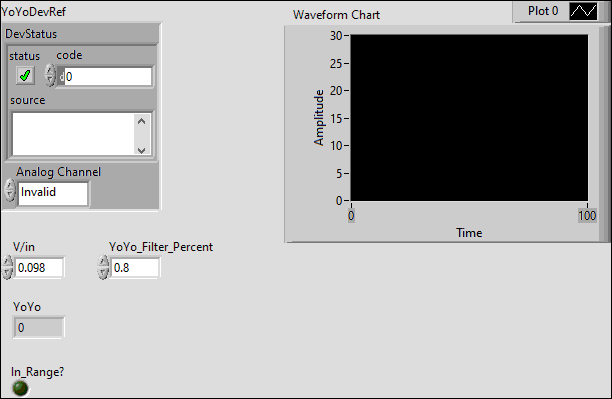 YoYoDevRef
DevStatus
status
code
d
0
source
Analog Channel
Invalid
V/in
0.098
YoYo_Filter_Percent
0.8
YoYo
0
In_Range?
Waveform Chart
Plot 0
Amplitude
30
25
20
15
10
5
0
0
100
Time